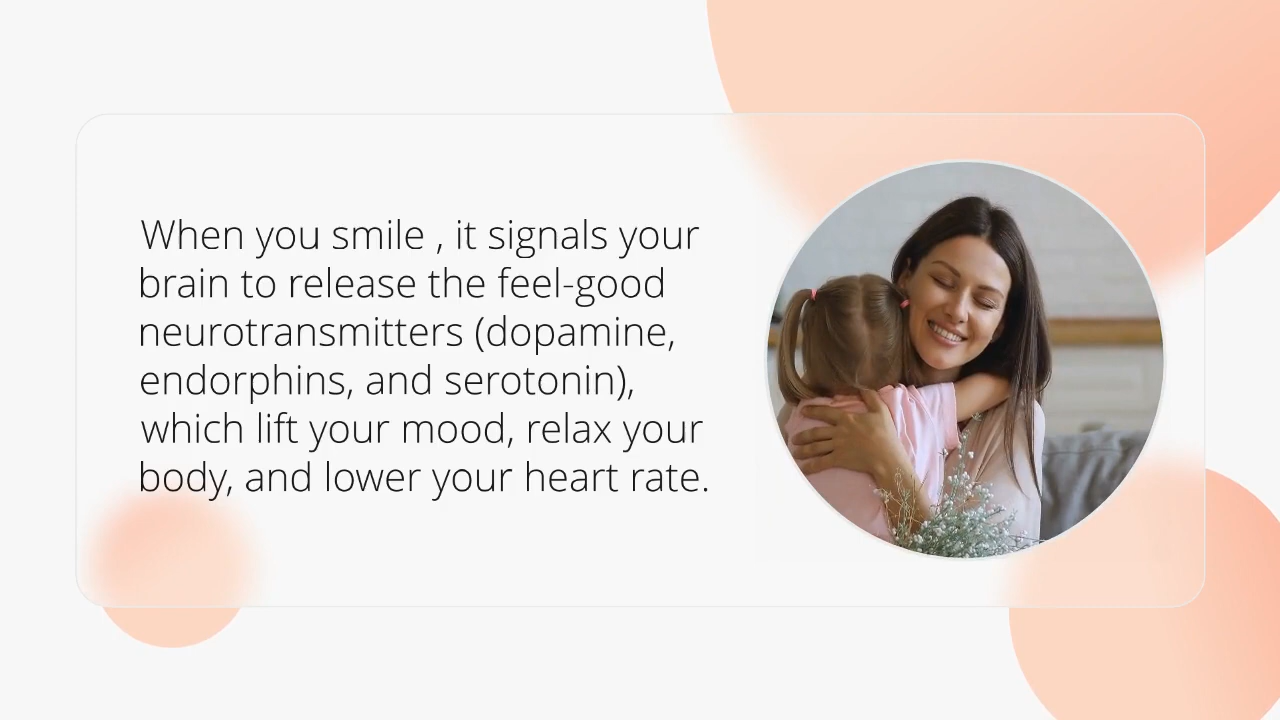 When you smile , it signals your
brain to release the feel-good
neurotransmitters (dopamine,
endorphins, and serotonin),
which lift your mood, relax your
body, and lower your heart rate.